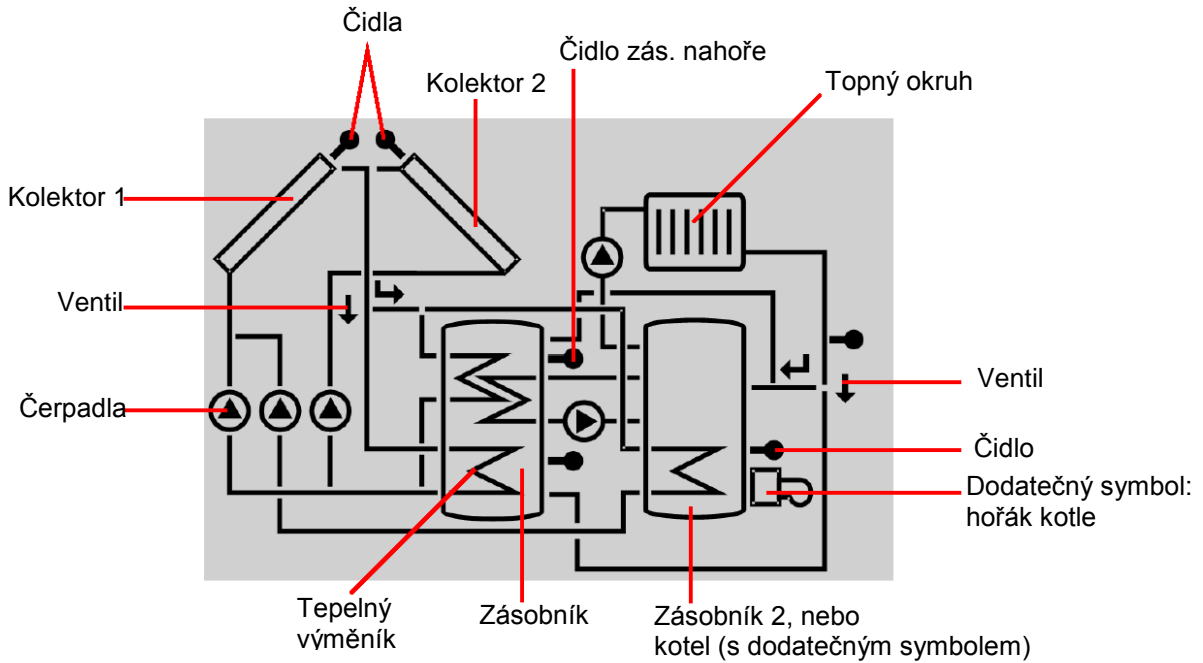 Čidla
Čidlo zás. nahoře
Kolektor 2
Topný okruh
Kolektor 1
Ventil
Ventil
Čerpadla
Čidlo
Dodatečný symbol:
hořák kotle
Tepelný
výměník
Zásobník
Zásobník 2, nebo
kotel (s dodatečným symbolem)